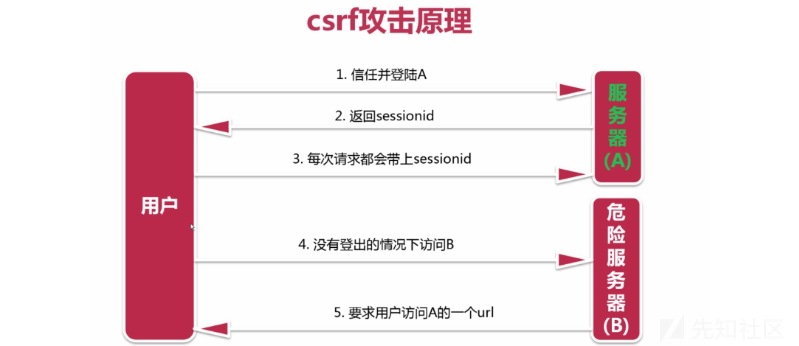 csrf攻击原理
1. 信任并登陆A
2. 返回sessionid
3. 每次请求都会带上sessionid
服务器(A)
用户
4. 没有登出的情况下访问B
5. 要求用户访问A的一个url
危险服务器(B)
先知社区